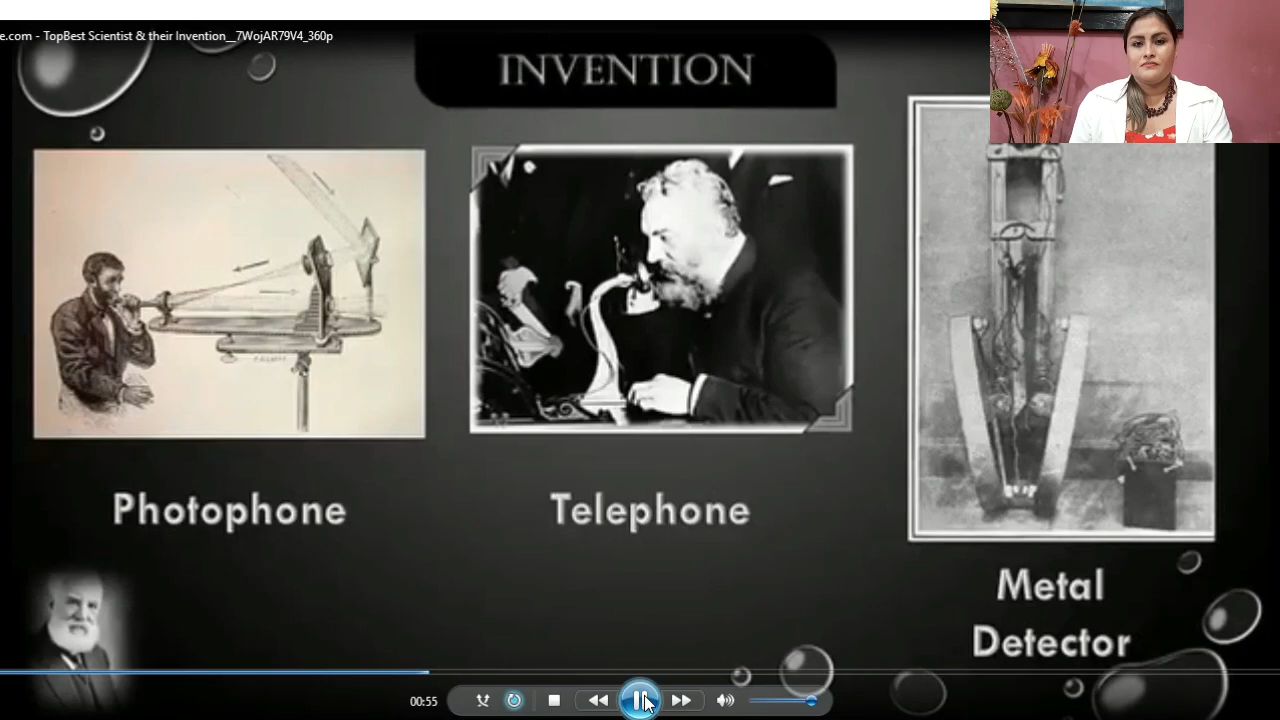 e.com - TopBest Scientist & their Invention__7WojAR79V4_360p
INVENTION
Photophone
Telephone
Metal
Detector
00:55